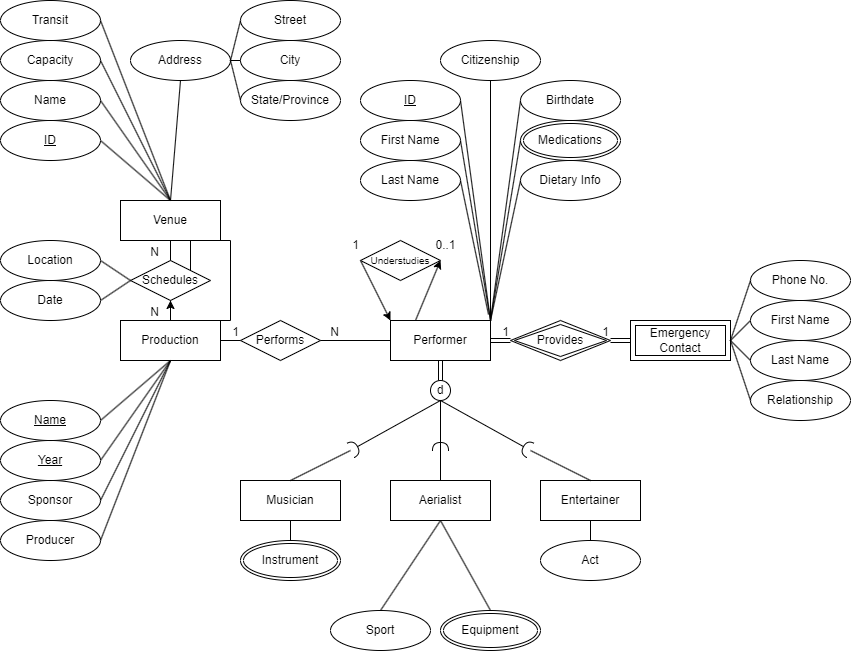 Transit
Street
Capacity
Address
City
Citizenship
Name
State/Province
ID
Birthdate
ID
First Name
Medications
Last Name
Dietary Info
Venue
N
1
0..1
Location
Understudies
Schedules
Phone No.
Date
N
First Name
Production
1
Performs
N
Performer
1
Provides
1
Emergency
Contact
Last Name
d
Relationship
Name
Year
Sponsor
Musician
Aerialist
Entertainer
Producer
Instrument
Act
Sport
Equipment